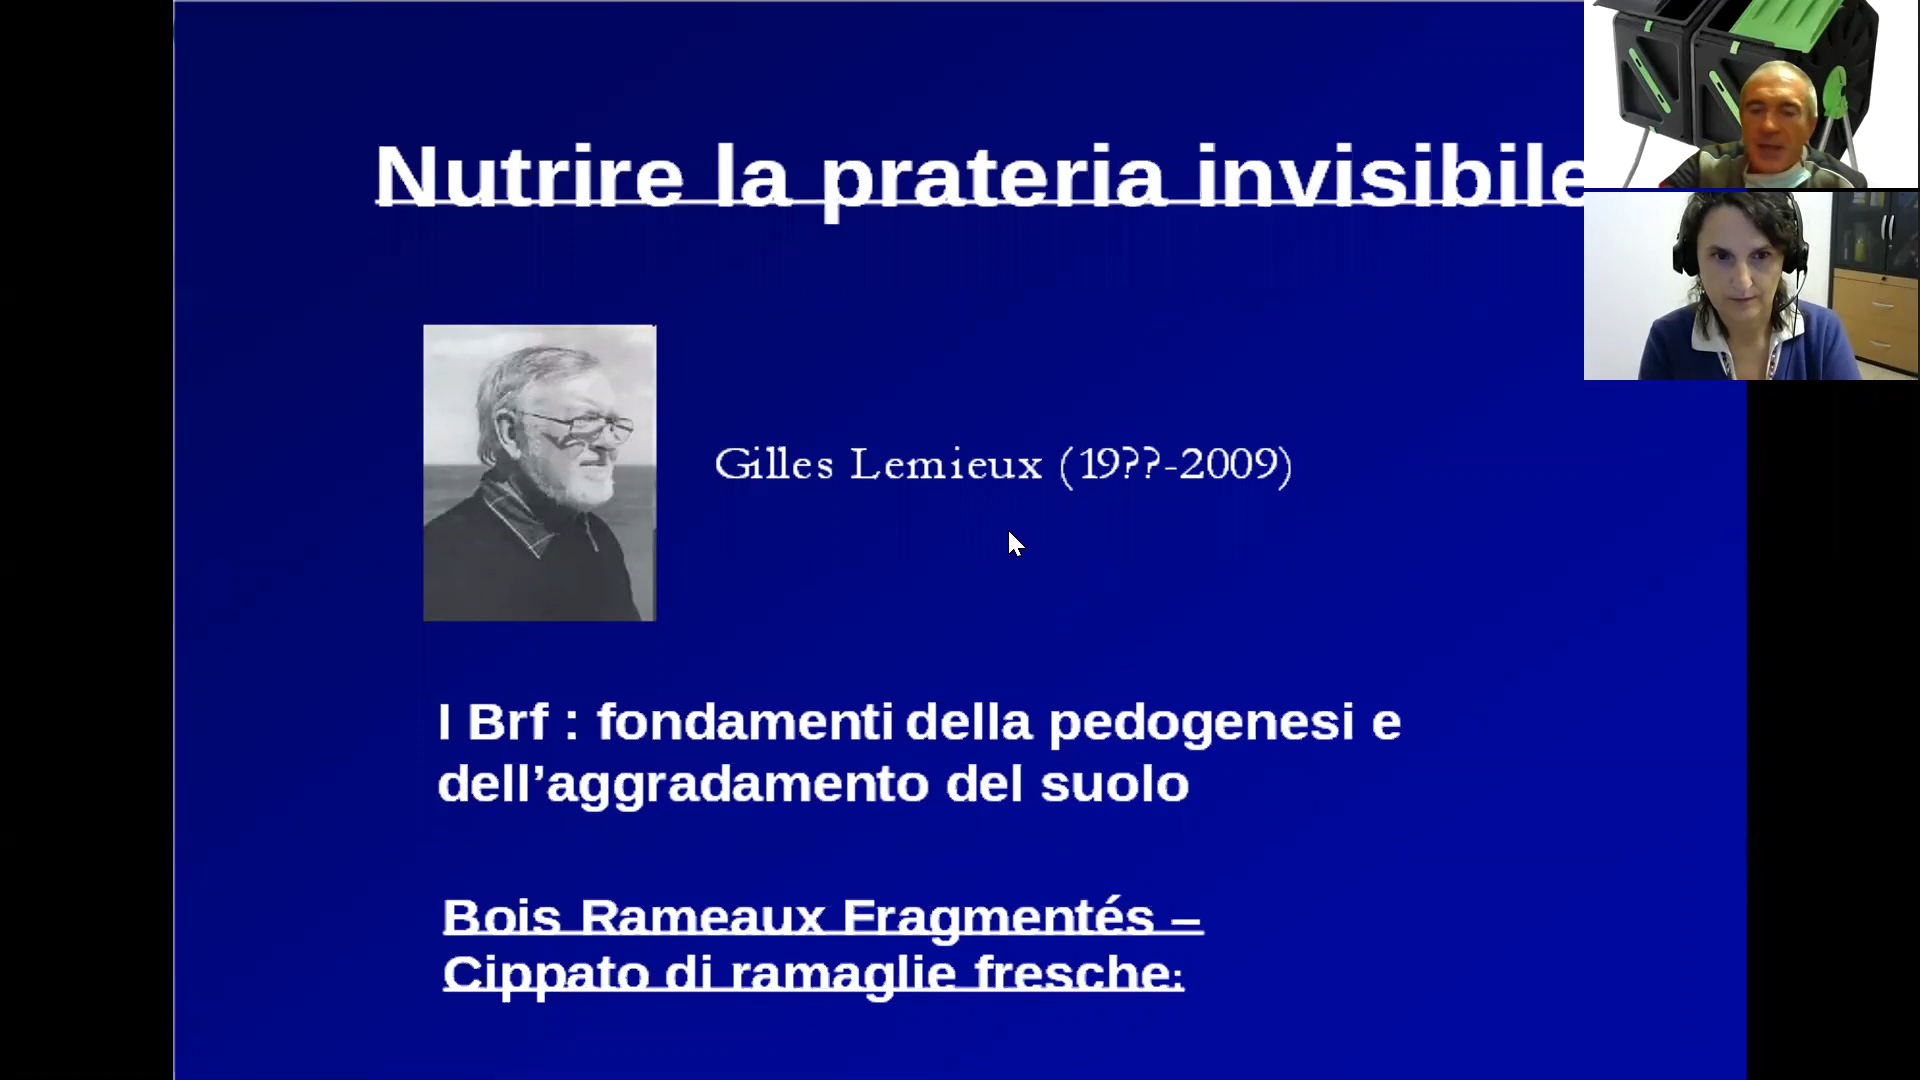 Nutrire la prateria invisibile
Gilles Lemieux (19??-2009)
I Brf : fondamenti della pedogenesi e
dell’aggradamento del suolo
Bois Rameaux Fragmentés –
Cippato di ramaglie fresche: